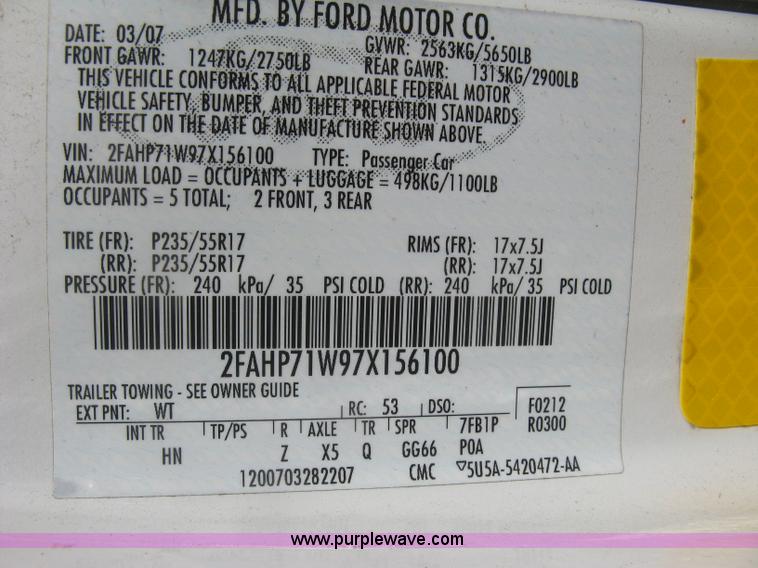 MFD. BY FORD MOTOR CO.
DATE: 03/07 GVWR: 2563KG/5650LB
FRONT GAWR: 1247KG/2750LB REAR GAWR: 1315KG/2900LB
THIS VEHICLE CONFORMS TO ALL APPLICABLE FEDERAL MOTOR
VEHICLE SAFETY, BUMPER, AND THEFT PREVENTION STANDARDS
IN EFFECT ON THE DATE OF MANUFACTURE SHOWN ABOVE.
VIN: 2FAHP71W97X156100 TYPE: Passenger Car
MAXIMUM LOAD = OCCUPANTS + LUGGAGE = 498KG/1100LB
OCCUPANTS = 5 TOTAL; 2 FRONT, 3 REAR
TIRE (FR): P235/55R17 RIMS (FR): 17x7.5J
(RR): P235/55R17 (RR): 17x7.5J
PRESSURE (FR): 240 kPa/ 35 PSI COLD (RR): 240 kPa/ 35 PSI COLD
2FAHP71W97X156100
TRAILER TOWING - SEE OWNER GUIDE
EXT PNT: WT RC: 53 DSO: F0212
INT TR TP/PS R AXLE TR SPR 7FB1P R0300
HN Z X5 Q GG66 POA
1200703282207 CMC 5U5A-5420472-AA
www.purplewave.com